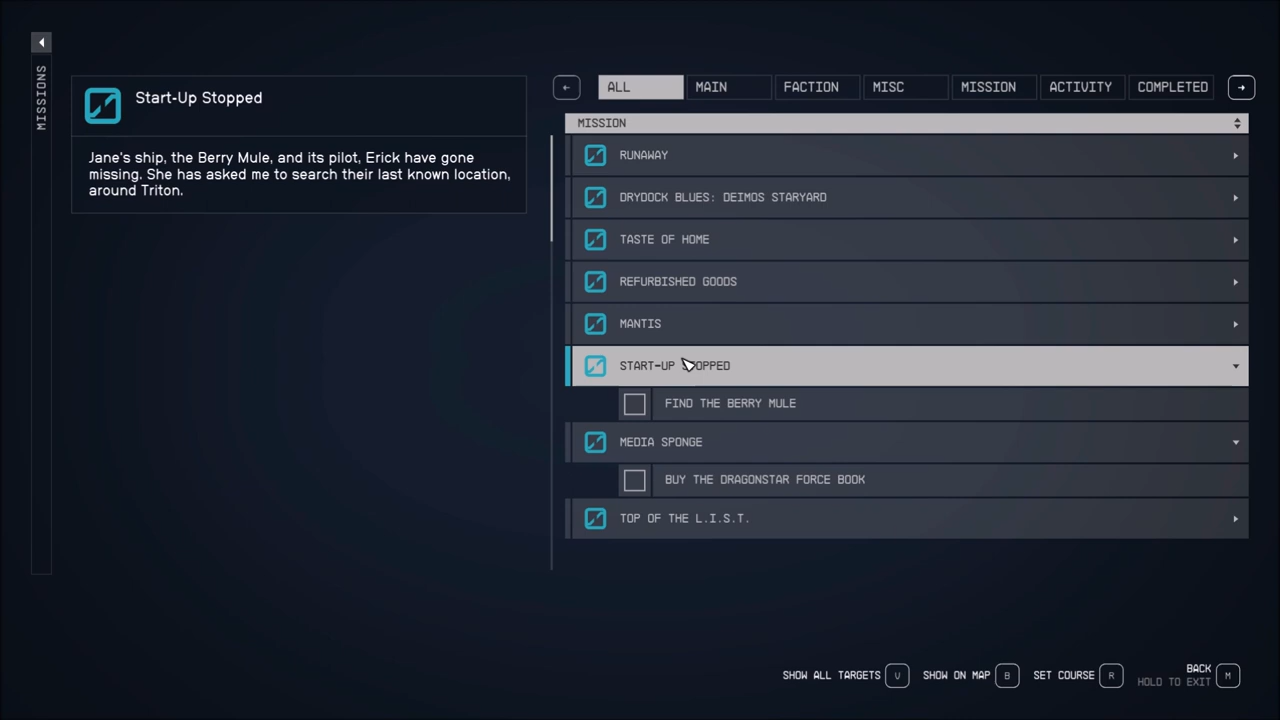 MISSIONS
Start-Up Stopped
Jane's ship, the Berry Mule, and its pilot, Erick have gone
missing. She has asked me to search their last known location,
around Triton.
ALL MAIN FACTION MISC MISSION ACTIVITY COMPLETED
MISSION
RUNAWAY
DRYDOCK BLUES: DEIMOS STARYARD
TASTE OF HOME
REFURBISHED GOODS
MANTIS
START-UP STOPPED
FIND THE BERRY MULE
MEDIA SPONGE
BUY THE DRAGONSTAR FORCE BOOK
TOP OF THE L.I.S.T.
SHOW ALL TARGETS V SHOW ON MAP B SET COURSE R BACK M
HOLD TO EXIT